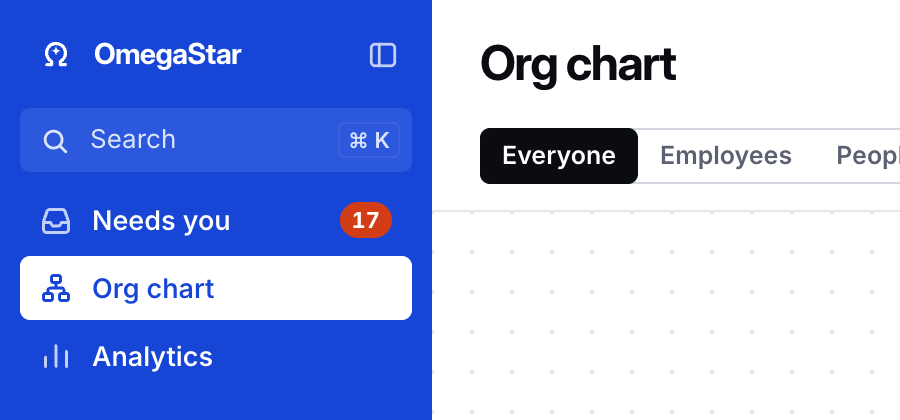 OmegaStar
Search
⌘ K
Needs you
17
Org chart
Analytics
Org chart
Everyone
Employees